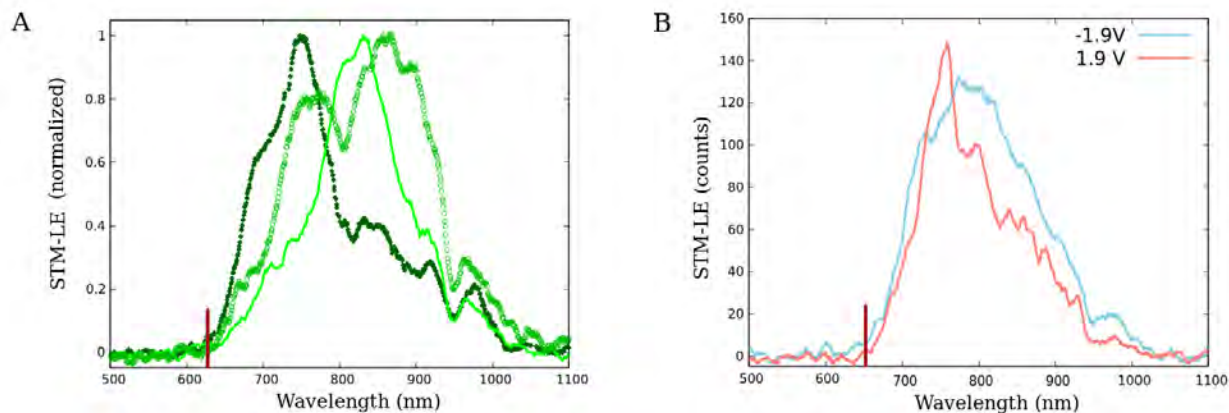 A
STM-LE (normalized)
1
0.8
0.6
0.4
0.2
0
500 600 700 800 900 1000 1100
Wavelength (nm)
B
STM-LE (counts)
160
140
120
100
80
60
40
20
0
-1.9V
1.9 V
500 600 700 800 900 1000 1100
Wavelength (nm)